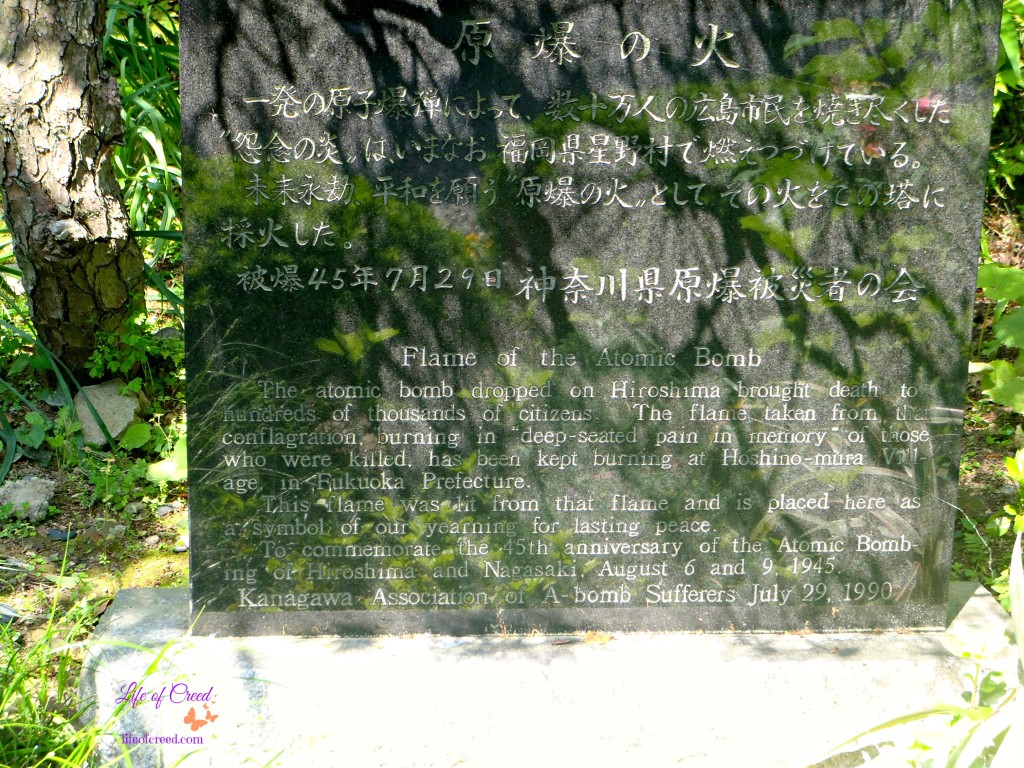 原爆の火
一発の原子爆弾によって、数十万人の広島市民を焼き尽くした
“怨念の炎„は、いまなお福岡県星野村で燃えつづけている。
未来永劫、平和を願う“原爆の火„として その火をこの塔に
採火した。
被爆45年7月29日 神奈川県原爆被災者の会
Flame of the Atomic Bomb
The atomic bomb dropped on Hiroshima brought death to
hundreds of thousands of citizens. The flame taken from that
conflagration, burning in "deep-seated pain in memory" of those
who were killed, has been kept burning at Hoshino-mura Vill-
age, in Fukuoka Prefecture.
This flame was lit from that flame and is placed here as
a symbol of our yearning for lasting peace.
To commemorate the 45th anniversary of the Atomic Bomb-
ing of Hiroshima and Nagasaki, August 6 and 9, 1945.
Kanagawa Association of A-bomb Sufferers July 29, 1990
Life of Creed
lifeofcreed.com